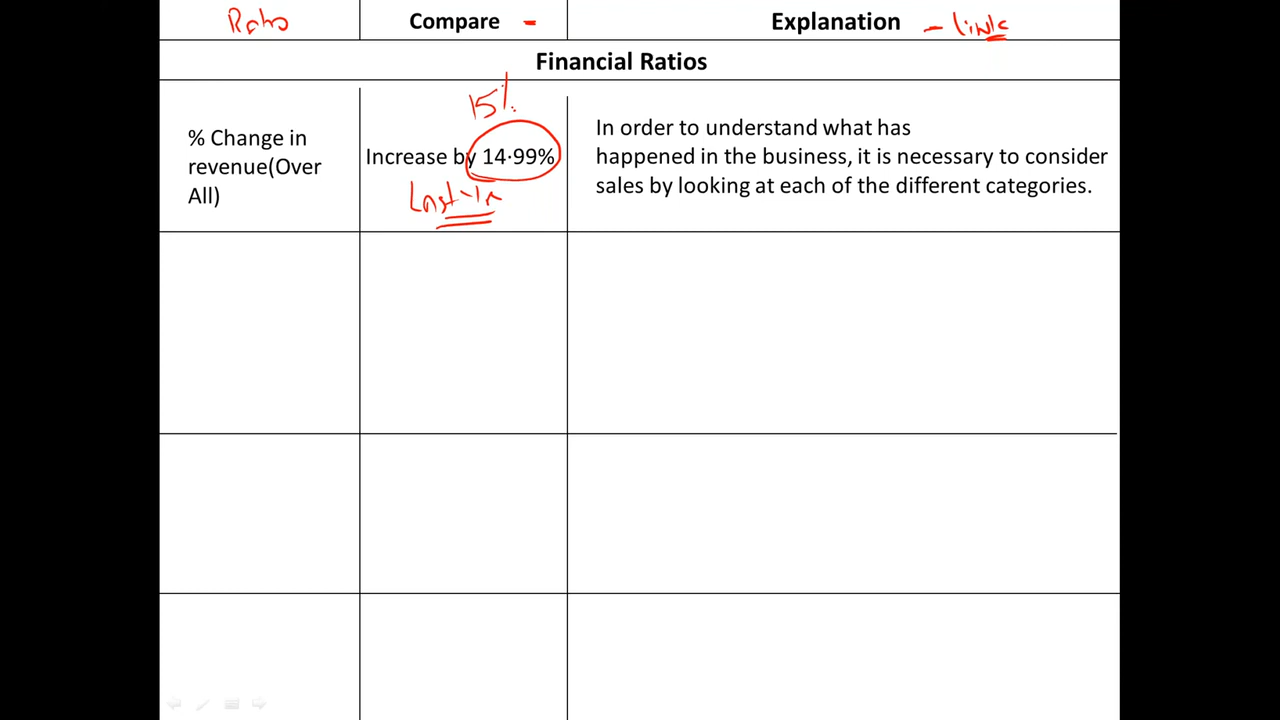 Ratio Compare - Explanation - link
Financial Ratios
15%
% Change in
revenue(Over
All)
Increase by 14·99%
Last Yr
In order to understand what has
happened in the business, it is necessary to consider
sales by looking at each of the different categories.